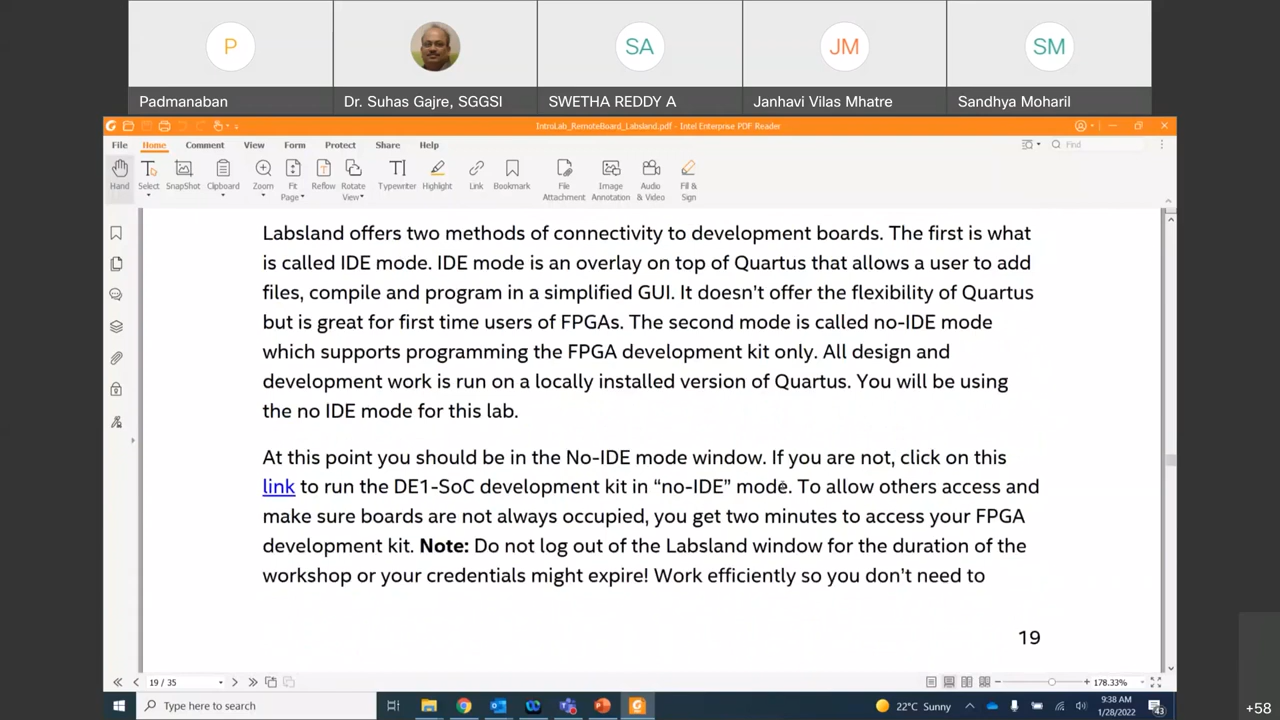 P
SA
JM
SM
Padmanaban
Dr. Suhas Gajre, SGGSI
SWETHA REDDY A
Janhavi Vilas Mhatre
Sandhya Moharil
IntroLab_RemoteBoard_Labsland.pdf - Intel Enterprise PDF Reader
File Home Comment View Form Protect Share Help
Find
Hand
Select
SnapShot
Clipboard
Zoom
Fit Page
Reflow
Rotate View
Typewriter
Highlight
Link
Bookmark
File Attachment
Image Annotation
Audio & Video
Fill & Sign
Labsland offers two methods of connectivity to development boards. The first is what
is called IDE mode. IDE mode is an overlay on top of Quartus that allows a user to add
files, compile and program in a simplified GUI. It doesn't offer the flexibility of Quartus
but is great for first time users of FPGAs. The second mode is called no-IDE mode
which supports programming the FPGA development kit only. All design and
development work is run on a locally installed version of Quartus. You will be using
the no IDE mode for this lab.
At this point you should be in the No-IDE mode window. If you are not, click on this
link to run the DE1-SoC development kit in “no-IDE” mode. To allow others access and
make sure boards are not always occupied, you get two minutes to access your FPGA
development kit. Note: Do not log out of the Labsland window for the duration of the
workshop or your credentials might expire! Work efficiently so you don't need to
19
19 / 35
178.33%
Type here to search
22°C Sunny
9:38 AM
1/28/2022
43
+58